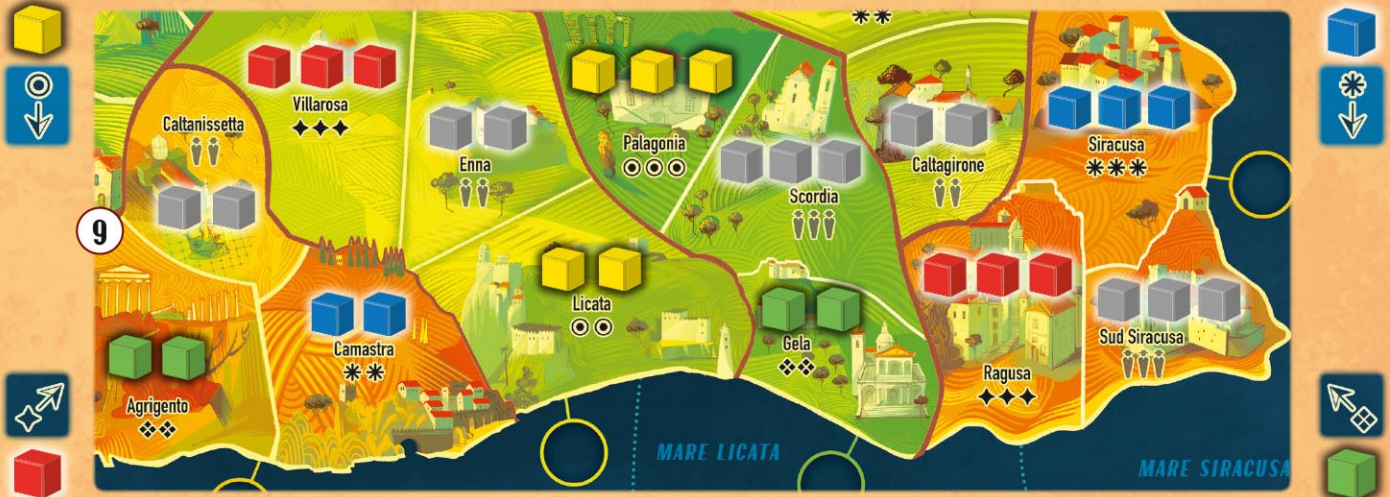 Villarosa
Caltanissetta
Enna
Palagonia
Scordia
Caltagirone
Siracusa
9
Licata
Camastra
Gela
Sud Siracusa
Ragusa
Agrigento
MARE LICATA
MARE SIRACUSA